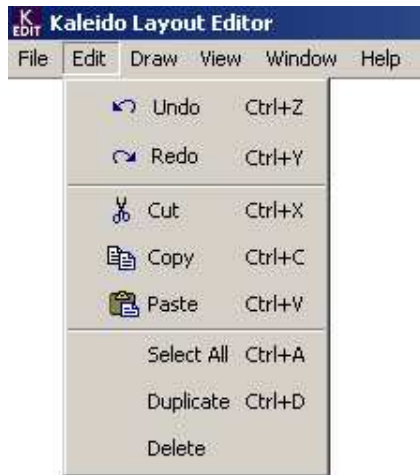 K EDIT Kaleido Layout Editor
File Edit Draw View Window Help
Undo Ctrl+Z
Redo Ctrl+Y
Cut Ctrl+X
Copy Ctrl+C
Paste Ctrl+V
Select All Ctrl+A
Duplicate Ctrl+D
Delete